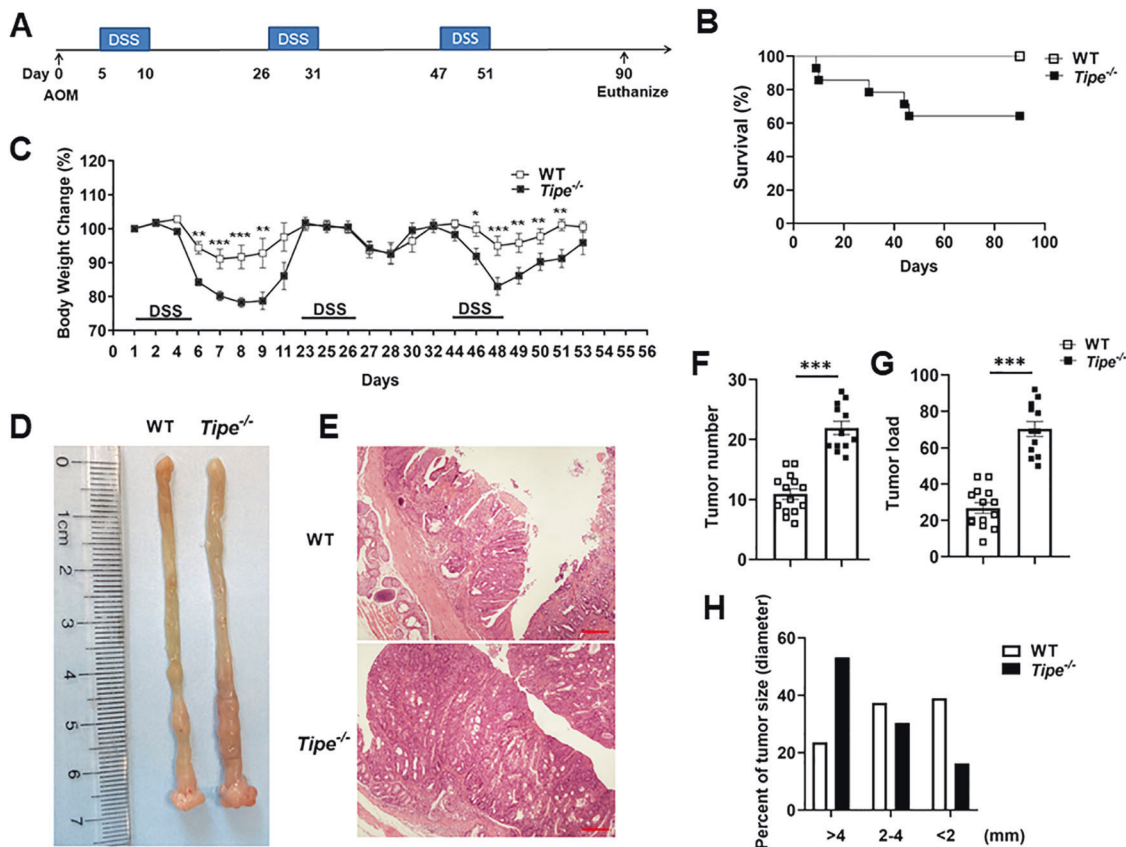 A
DSS DSS DSS
Day 0 5 10 26 31 47 51 90
AOM Euthanize
B
WT
Tipe-/-
Survival (%)
100
80
60
40
20
0
0 20 40 60 80 100
Days
C
WT
Tipe-/-
Body Weight Change (%)
120
110
100
90
80
70
** *** *** ** * *** ** ** **
DSS DSS DSS
0 1 2 4 6 7 8 9 11 23 25 26 27 28 30 32 44 46 48 49 50 51 53 54 55 56
Days
D
WT Tipe-/-
0
1cm
2
3
4
5
6
7
E
WT
Tipe-/-
F
***
Tumor number
30
20
10
0
G
WT
Tipe-/-
***
Tumor load
100
80
60
40
20
0
H
WT
Tipe-/-
Percent of tumor size (diameter)
60
40
20
0
>4 2-4 <2 (mm)